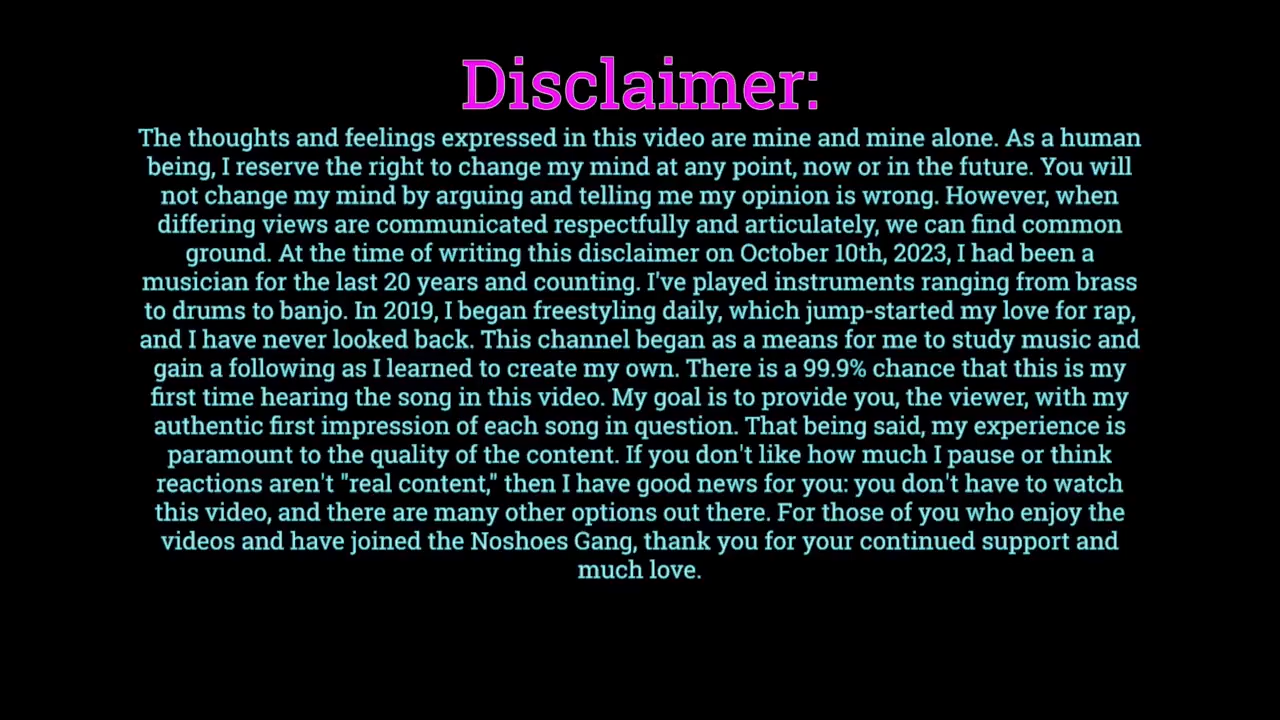 Disclaimer:
The thoughts and feelings expressed in this video are mine and mine alone. As a human
being, I reserve the right to change my mind at any point, now or in the future. You will
not change my mind by arguing and telling me my opinion is wrong. However, when
differing views are communicated respectfully and articulately, we can find common
ground. At the time of writing this disclaimer on October 10th, 2023, I had been a
musician for the last 20 years and counting. I've played instruments ranging from brass
to drums to banjo. In 2019, I began freestyling daily, which jump-started my love for rap,
and I have never looked back. This channel began as a means for me to study music and
gain a following as I learned to create my own. There is a 99.9% chance that this is my
first time hearing the song in this video. My goal is to provide you, the viewer, with my
authentic first impression of each song in question. That being said, my experience is
paramount to the quality of the content. If you don't like how much I pause or think
reactions aren't "real content," then I have good news for you: you don't have to watch
this video, and there are many other options out there. For those of you who enjoy the
videos and have joined the Noshoes Gang, thank you for your continued support and
much love.